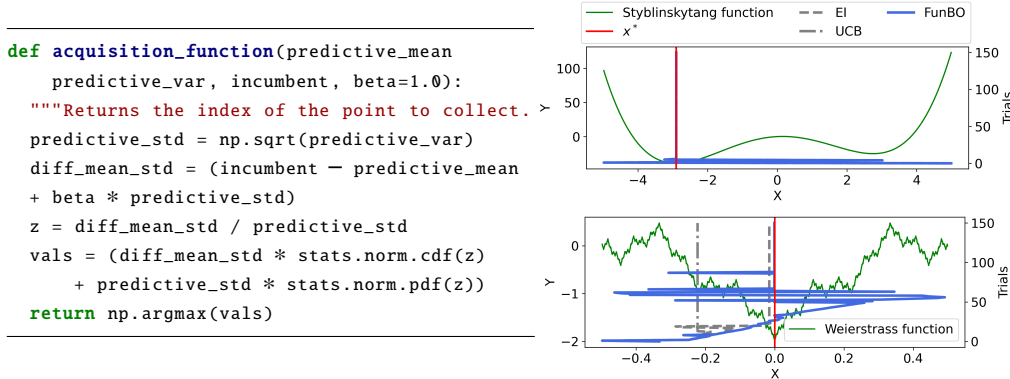 def acquisition_function(predictive_mean
predictive_var, incumbent, beta=1.0):
"""Returns the index of the point to collect.
predictive_std = np.sqrt(predictive_var)
diff_mean_std = (incumbent − predictive_mean
+ beta * predictive_std)
z = diff_mean_std / predictive_std
vals = (diff_mean_std * stats.norm.cdf(z)
+ predictive_std * stats.norm.pdf(z))
return np.argmax(vals)
Styblinskytang function
EI
FunBO
x*
UCB
100
50
0
Y
150
100
50
0
Trials
−4 −2 0 2 4
X
0
−1
−2
Y
150
100
50
0
Trials
Weierstrass function
−0.4 −0.2 0.0 0.2 0.4
X